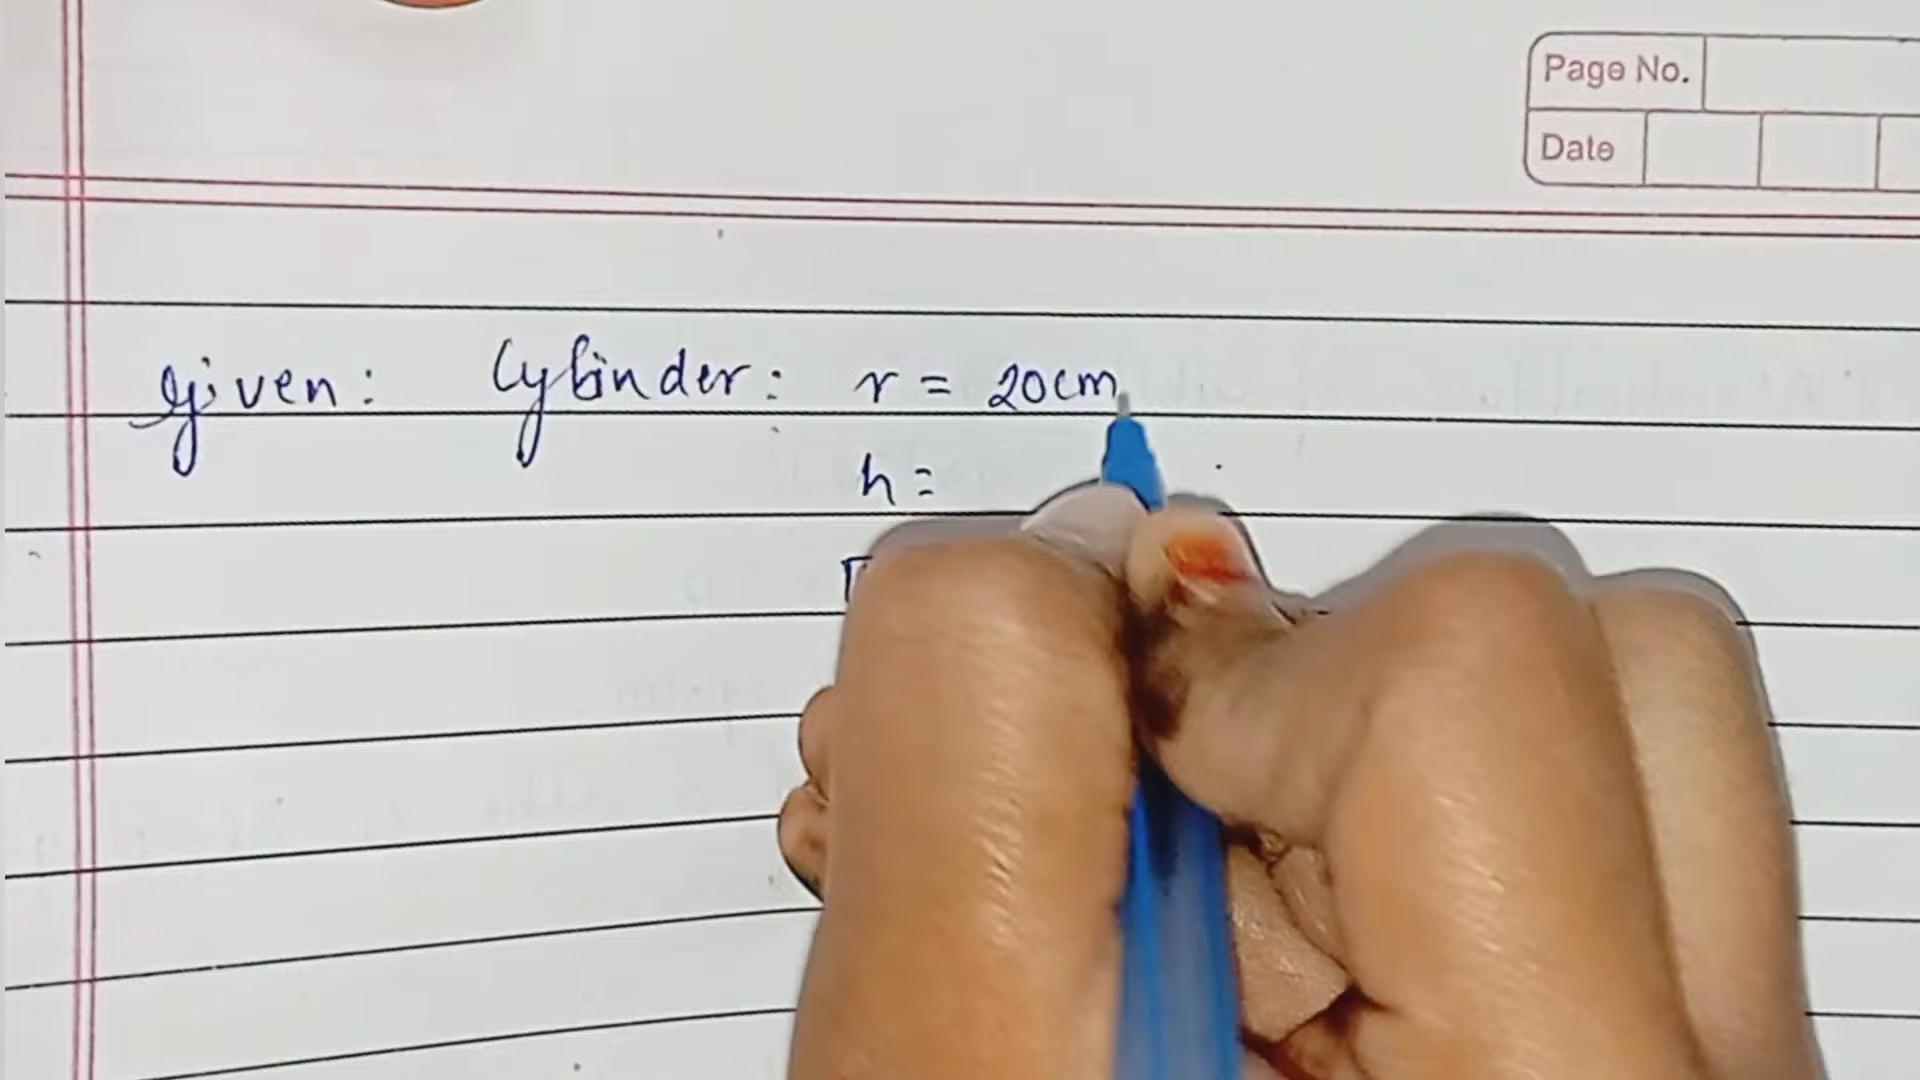 Page No.
Date
Given: Cylinder: r = 20cm
h =